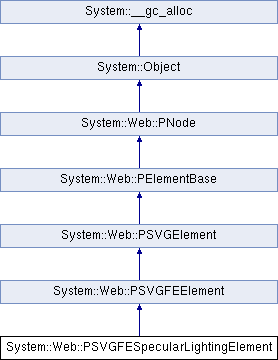 System::__gc_alloc
System::Object
System::Web::PNode
System::Web::PElementBase
System::Web::PSVGElement
System::Web::PSVGFEElement
System::Web::PSVGFESpecularLightingElement